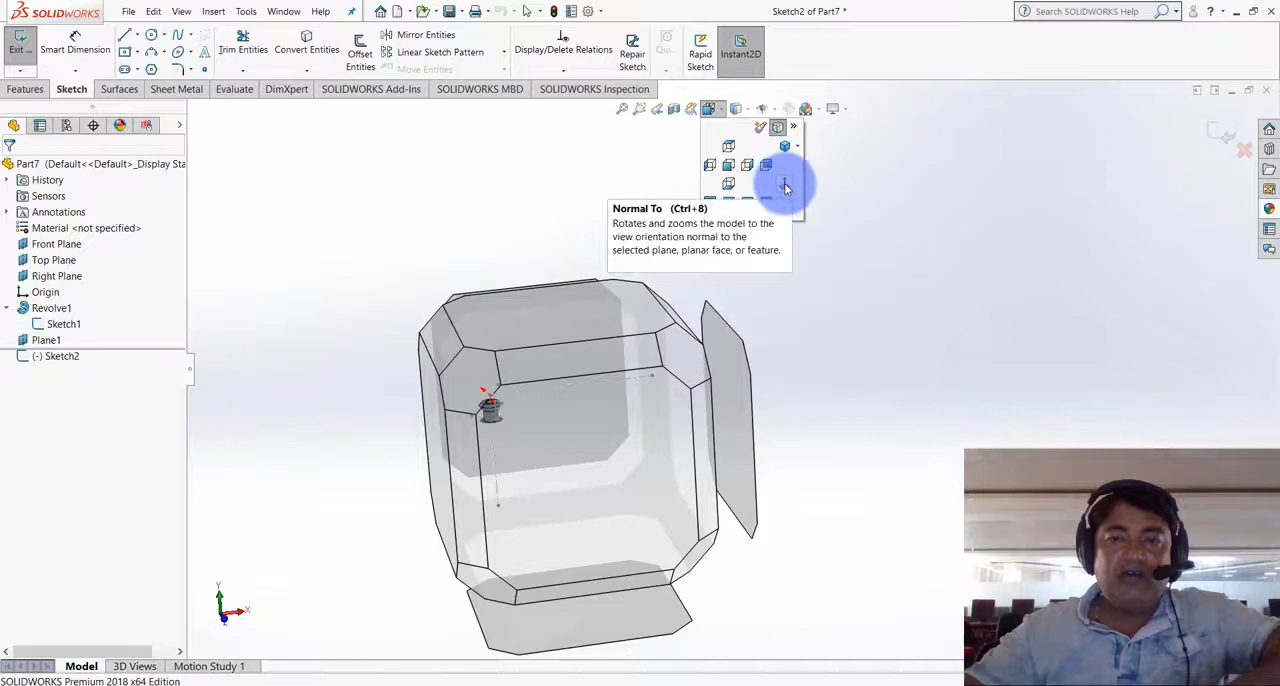 SOLIDWORKS
File Edit View Insert Tools Window Help
Sketch2 of Part7 *
Search SOLIDWORKS Help
Exit ...
Smart Dimension
Trim Entities
Convert Entities
Offset
Entities
Mirror Entities
Linear Sketch Pattern
Move Entities
Display/Delete Relations
Repair
Sketch
Qui...
Rapid
Sketch
Instant2D
Features Sketch Surfaces Sheet Metal Evaluate DimXpert SOLIDWORKS Add-Ins SOLIDWORKS MBD SOLIDWORKS Inspection
Part7 (Default<<Default>_Display Sta
History
Sensors
Annotations
Material <not specified>
Front Plane
Top Plane
Right Plane
Origin
Revolve1
Sketch1
Plane1
(-) Sketch2
Normal To (Ctrl+8)
Rotates and zooms the model to the
view orientation normal to the
selected plane, planar face, or feature.
Y
X
Z
Model 3D Views Motion Study 1
SOLIDWORKS Premium 2018 x64 Edition